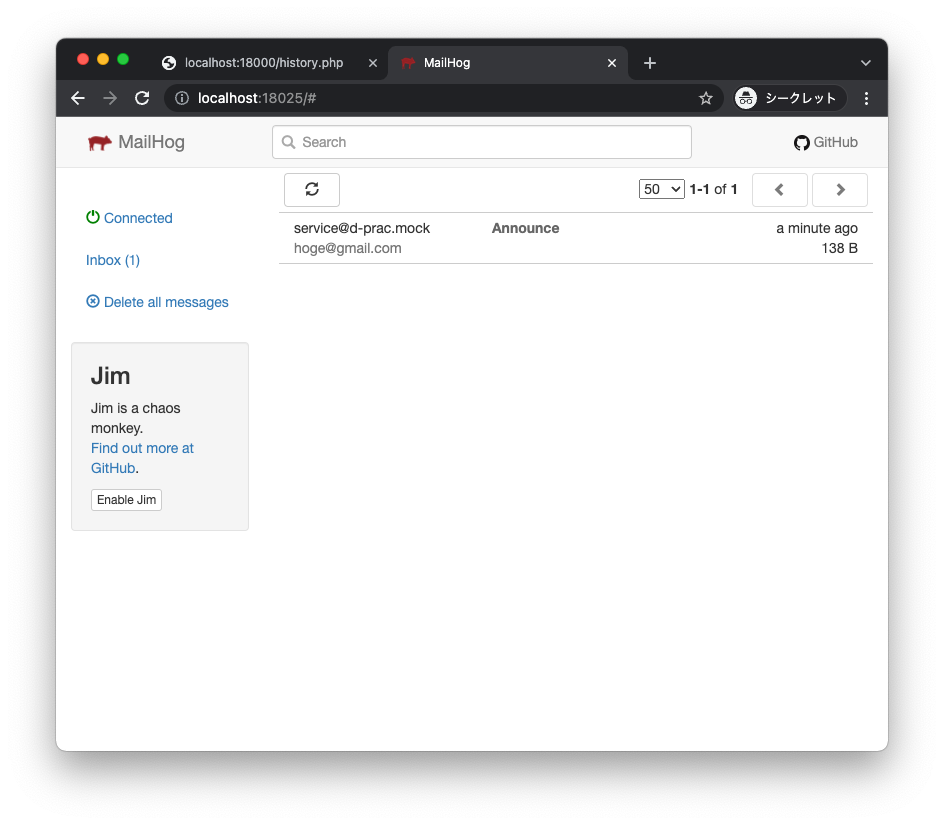 localhost:18000/history.php
MailHog
localhost:18025/#
シークレット
MailHog
Search
GitHub
50 1-1 of 1
Connected
Inbox (1)
Delete all messages
service@d-prac.mock Announce a minute ago
hoge@gmail.com 138 B
Jim
Jim is a chaos
monkey.
Find out more at
GitHub.
Enable Jim